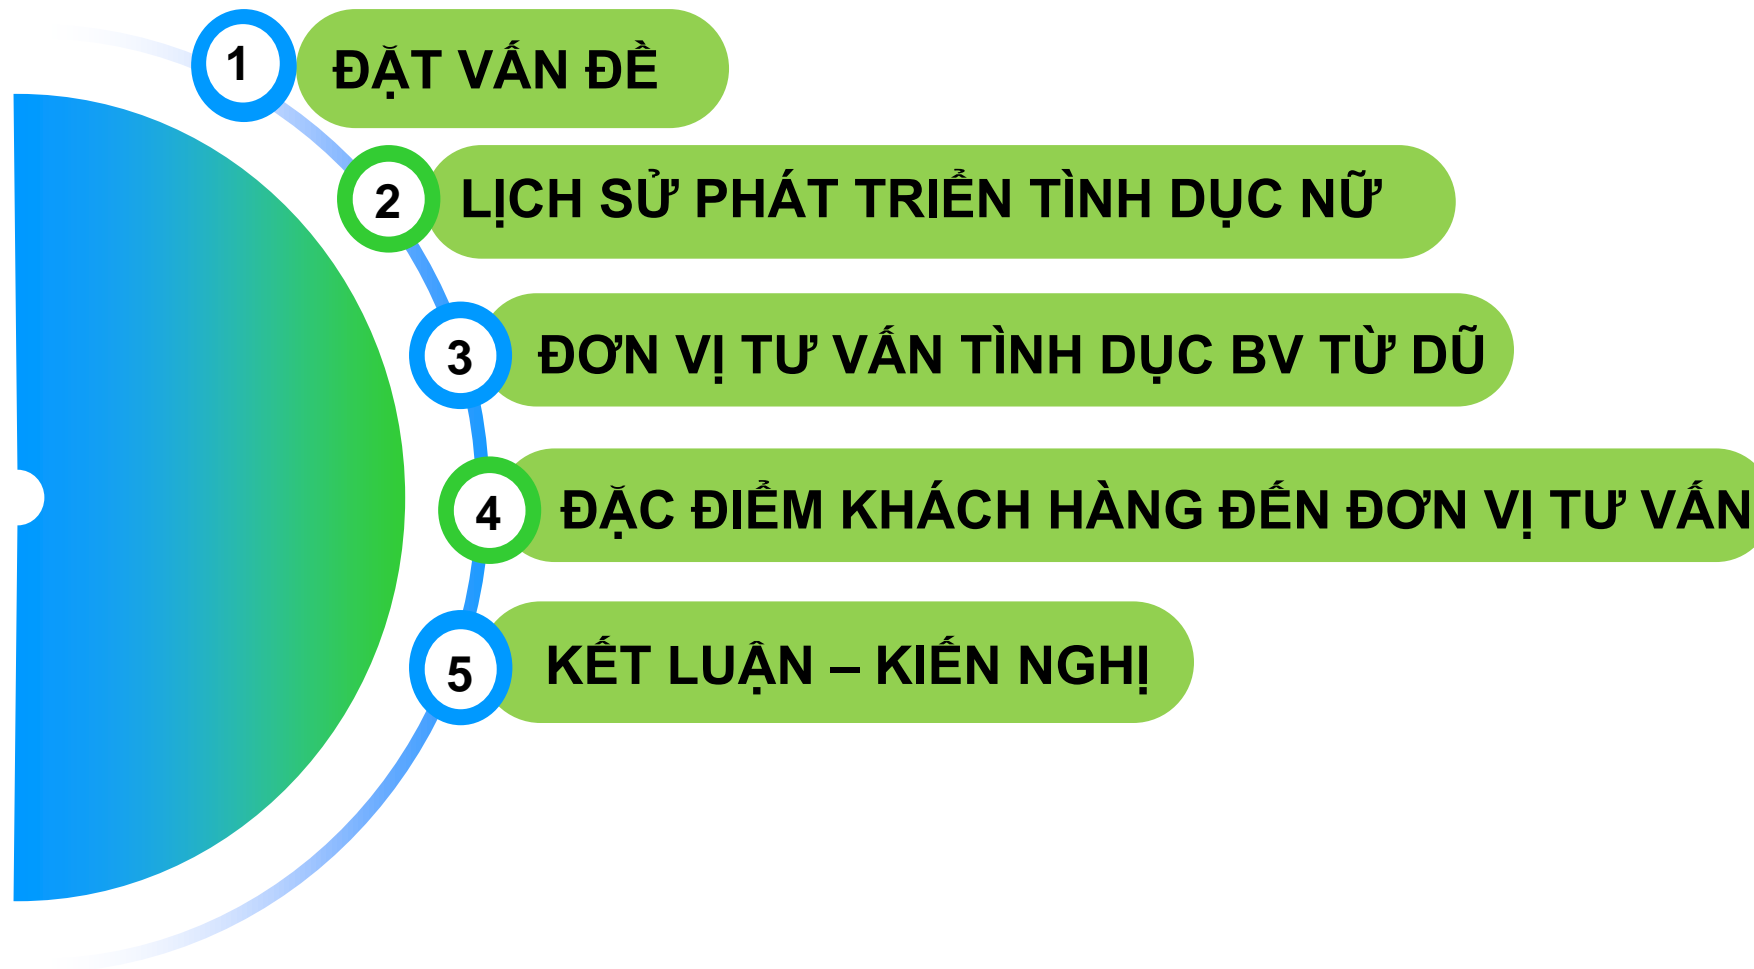 1 ĐẶT VẤN ĐỀ
2 LỊCH SỬ PHÁT TRIỂN TÌNH DỤC NỮ
3 ĐƠN VỊ TƯ VẤN TÌNH DỤC BV TỪ DŨ
4 ĐẶC ĐIỂM KHÁCH HÀNG ĐẾN ĐƠN VỊ TƯ VẤN
5 KẾT LUẬN – KIẾN NGHỊ